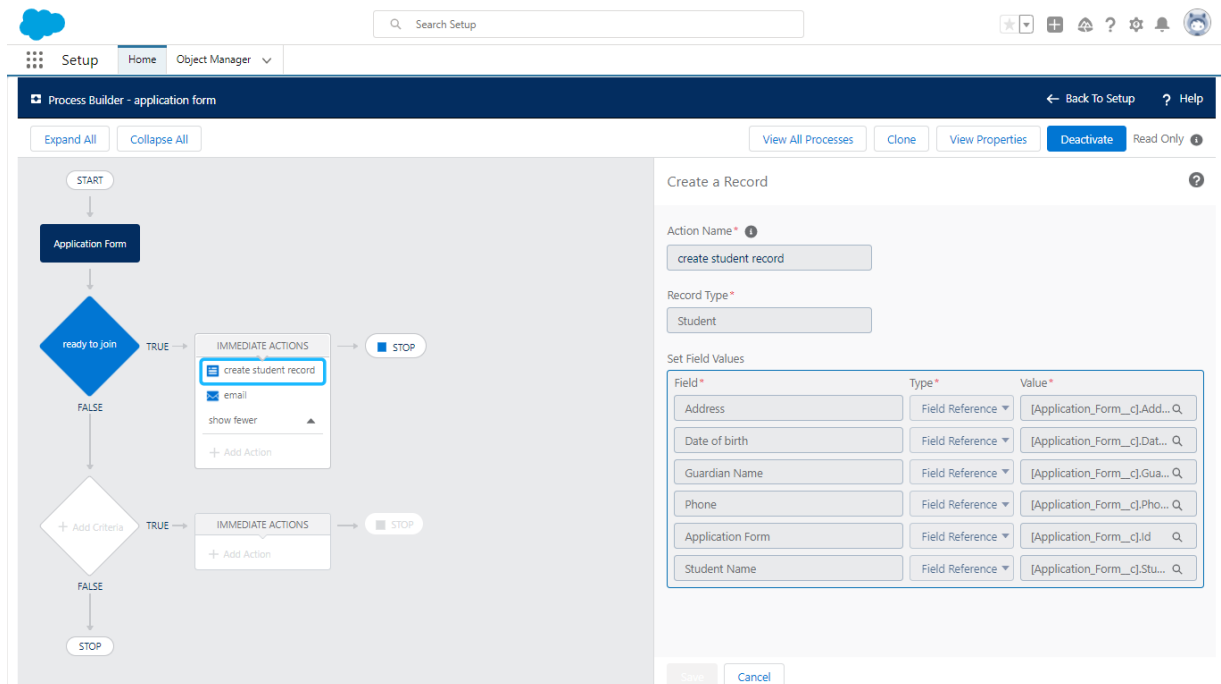 Search Setup
Setup Home Object Manager
Process Builder - application form
Back To Setup ? Help
Expand All Collapse All View All Processes Clone View Properties Deactivate Read Only
START
Application Form
ready to join
TRUE
IMMEDIATE ACTIONS
STOP
create student record
email
show fewer
+ Add Action
FALSE
+ Add Criteria
TRUE
IMMEDIATE ACTIONS
STOP
+ Add Action
FALSE
STOP
Create a Record
Action Name*
create student record
Record Type*
Student
Set Field Values
Field* Type* Value*
Address Field Reference [Application_Form__c].Add...
Date of birth Field Reference [Application_Form__c].Dat...
Guardian Name Field Reference [Application_Form__c].Gua...
Phone Field Reference [Application_Form__c].Pho...
Application Form Field Reference [Application_Form__c].Id
Student Name Field Reference [Application_Form__c].Stu...
Save Cancel